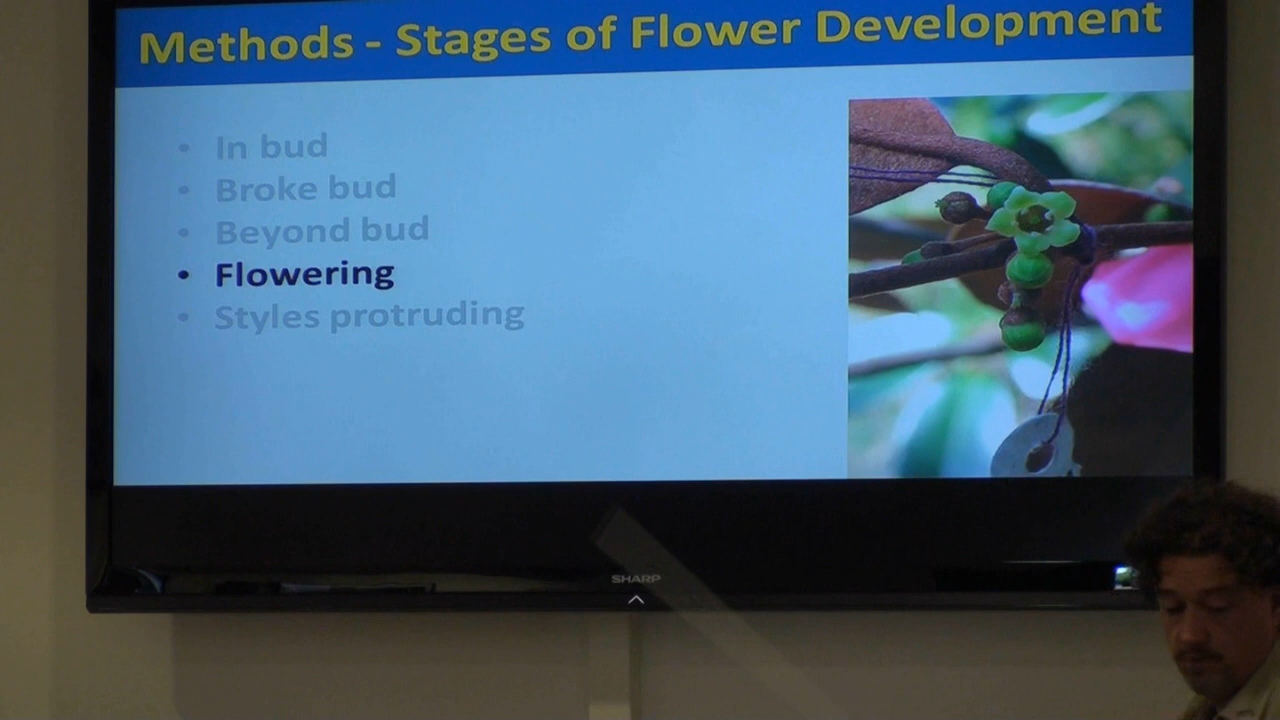 Methods - Stages of Flower Development
• In bud
• Broke bud
• Beyond bud
• Flowering
• Styles protruding
SHARP